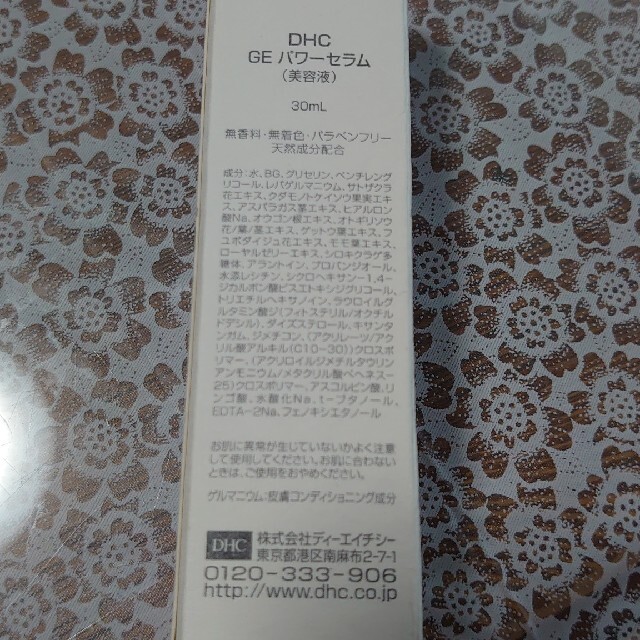 DHC
GE パワーセラム
(美容液)
30mL
無香料・無着色・パラベンフリー
天然成分配合
成分:水、BG、グリセリン、ペンチレング
リコール、レパゲルマニウム、サトザクラ
花エキス、クダモノトケイソウ果実エキ
ス、オウゴン葉エキス、ヒアルロン
酸Na、オウゴン根エキス、オトギリソウ
花/葉/茎エキス、ゲットウ葉エキス、フ
ユボダイジュ花エキス、モモ葉エキス、
ローヤルゼリーエキス、シロキクラゲ多
糖体、アラントイン、プロパンジオール、
水添
ジカルボン酸ビスエトキシジグリコール、
トリエチルヘキサノイン、ラウロイルグ
ルタミン酸ジ(フィトステリル/オクチル
ドデシル)、ダイズステロール、キサンタ
ンガム、ジメチコン、(アクリレーツ/アク
リル酸アルキル(C10-30))クロスポ
リマー、(アクリロイルジメチルタウリン
アンモニウム/メタクリル酸ベヘネス-
25)クロスポリマー、アスコルビン酸、リ
ンゴ酸、水酸化Na、t-ブタノール、
EDTA-2Na、フェノキシエタノール
お肌に異常が生じていないかよく注意
して使用してください。お肌に合わない
ときは、ご使用をおやめください。
ゲルマニウム:皮膚コンディショニング成分
DHC 株式会社ディーエイチシー
東京都港区南麻布2-7-1
0120-333-906
http://www.dhc.co.jp